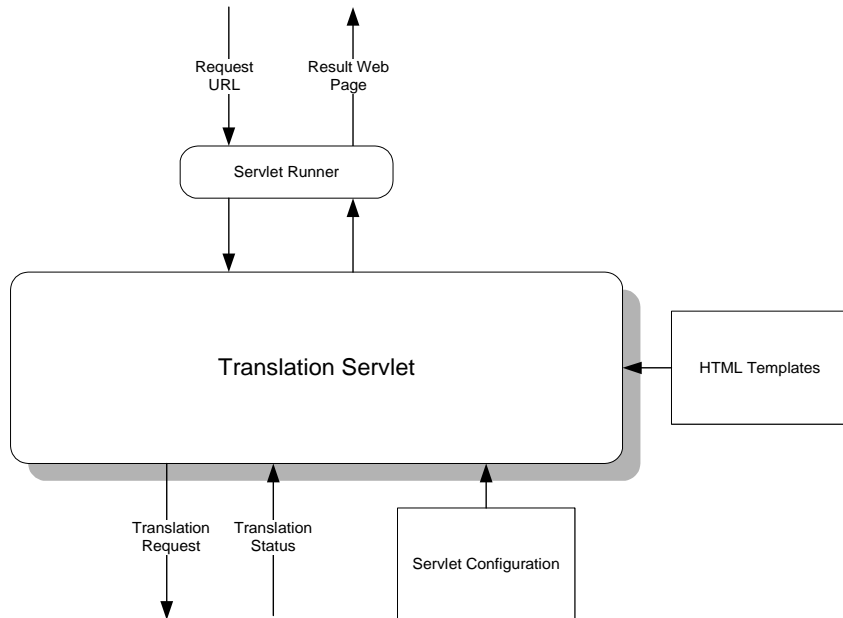 Request
URL
Result Web
Page
Servlet Runner
Translation Servlet
HTML Templates
Translation
Request
Translation
Status
Servlet Configuration